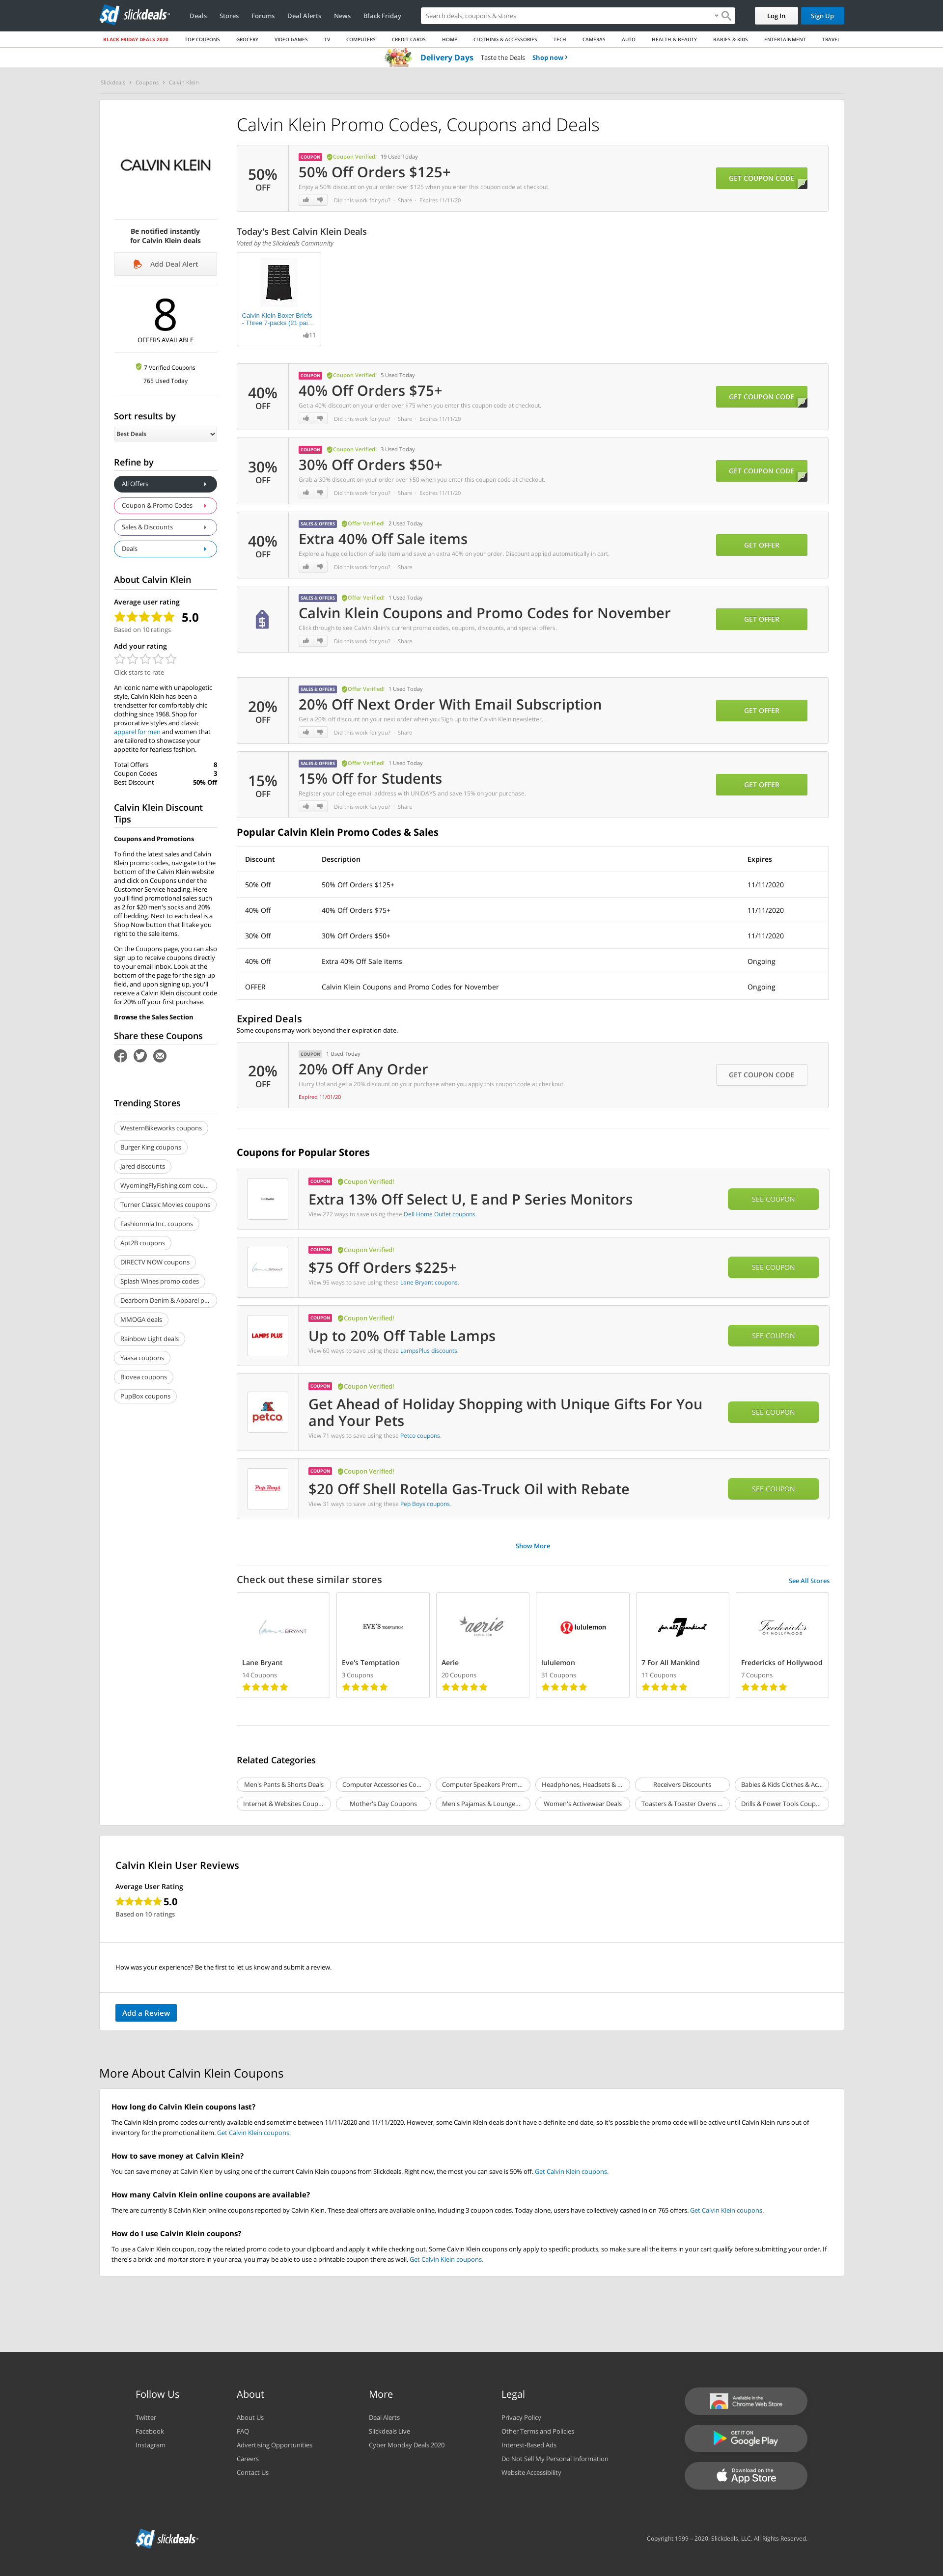 sd slickdeals
Deals Stores Forums Deal Alerts News Black Friday
Search deals, coupons & stores
Log In Sign Up
BLACK FRIDAY DEALS 2020 TOP COUPONS GROCERY VIDEO GAMES TV COMPUTERS CREDIT CARDS HOME CLOTHING & ACCESSORIES TECH CAMERAS AUTO HEALTH & BEAUTY BABIES & KIDS ENTERTAINMENT TRAVEL
Delivery Days Taste the Deals Shop now
Slickdeals Coupons Calvin Klein
CALVIN KLEIN
Be notified instantly
for Calvin Klein deals
Add Deal Alert
8
OFFERS AVAILABLE
7 Verified Coupons
765 Used Today
Sort results by
Best Deals
Refine by
All Offers
Coupon & Promo Codes
Sales & Discounts
Deals
About Calvin Klein
Average user rating
5.0
Based on 10 ratings
Add your rating
Click stars to rate
An iconic name with unapologetic
style, Calvin Klein has been a
trendsetter for comfortably chic
clothing since 1968. Shop for
provocative styles and classic
apparel for men and women that
are tailored to showcase your
appetite for fearless fashion.
Total Offers 8
Coupon Codes 3
Best Discount 50% Off
Calvin Klein Discount
Tips
Coupons and Promotions
To find the latest sales and Calvin
Klein promo codes, navigate to the
bottom of the Calvin Klein website
and click on Coupons under the
Customer Service heading. Here
you'll find promotional sales such
as 2 for $20 men's socks and 20%
off bedding. Next to each deal is a
Shop Now button that'll take you
right to the sale items.
On the Coupons page, you can also
sign up to receive coupons directly
to your email inbox. Look at the
bottom of the page for the sign-up
field, and upon signing up, you'll
receive a Calvin Klein discount code
for 20% off your first purchase.
Browse the Sales Section
Share these Coupons
Trending Stores
WesternBikeworks coupons
Burger King coupons
Jared discounts
WyomingFlyFishing.com cou...
Turner Classic Movies coupons
Fashionmia Inc. coupons
Apt2B coupons
DIRECTV NOW coupons
Splash Wines promo codes
Dearborn Denim & Apparel p...
MMOGA deals
Rainbow Light deals
Yaasa coupons
Biovea coupons
PupBox coupons
Calvin Klein Promo Codes, Coupons and Deals
50%
OFF
COUPON Coupon Verified! 19 Used Today
50% Off Orders $125+
Enjoy a 50% discount on your order over $125 when you enter this coupon code at checkout.
Did this work for you? · Share · Expires 11/11/20
GET COUPON CODE
Today's Best Calvin Klein Deals
Voted by the Slickdeals Community
Calvin Klein Boxer Briefs
- Three 7-packs (21 pai...
11
40%
OFF
COUPON Coupon Verified! 5 Used Today
40% Off Orders $75+
Get a 40% discount on your order over $75 when you enter this coupon code at checkout.
Did this work for you? · Share · Expires 11/11/20
GET COUPON CODE
30%
OFF
COUPON Coupon Verified! 3 Used Today
30% Off Orders $50+
Grab a 30% discount on your order over $50 when you enter this coupon code at checkout.
Did this work for you? · Share · Expires 11/11/20
GET COUPON CODE
40%
OFF
SALES & OFFERS Offer Verified! 2 Used Today
Extra 40% Off Sale items
Explore a huge collection of sale item and save an extra 40% on your order. Discount applied automatically in cart.
Did this work for you? · Share
GET OFFER
SALES & OFFERS Offer Verified! 1 Used Today
Calvin Klein Coupons and Promo Codes for November
Click through to see Calvin Klein's current promo codes, coupons, discounts, and special offers.
Did this work for you? · Share
GET OFFER
20%
OFF
SALES & OFFERS Offer Verified! 1 Used Today
20% Off Next Order With Email Subscription
Get a 20% off discount on your next order when you Sign up to the Calvin Klein newsletter.
Did this work for you? · Share
GET OFFER
15%
OFF
SALES & OFFERS Offer Verified! 1 Used Today
15% Off for Students
Register your college email address with UNiDAYS and save 15% on your purchase.
Did this work for you? · Share
GET OFFER
Popular Calvin Klein Promo Codes & Sales
Discount Description Expires
50% Off 50% Off Orders $125+ 11/11/2020
40% Off 40% Off Orders $75+ 11/11/2020
30% Off 30% Off Orders $50+ 11/11/2020
40% Off Extra 40% Off Sale items Ongoing
OFFER Calvin Klein Coupons and Promo Codes for November Ongoing
Expired Deals
Some coupons may work beyond their expiration date.
20%
OFF
COUPON 1 Used Today
20% Off Any Order
Hurry Up! and get a 20% discount on your purchase when you apply this coupon code at checkout.
Expired 11/01/20
GET COUPON CODE
Coupons for Popular Stores
COUPON Coupon Verified!
Extra 13% Off Select U, E and P Series Monitors
View 272 ways to save using these Dell Home Outlet coupons.
SEE COUPON
lane BRYANT
COUPON Coupon Verified!
$75 Off Orders $225+
View 95 ways to save using these Lane Bryant coupons.
SEE COUPON
LAMPS PLUS
COUPON Coupon Verified!
Up to 20% Off Table Lamps
View 60 ways to save using these LampsPlus discounts.
SEE COUPON
petco
COUPON Coupon Verified!
Get Ahead of Holiday Shopping with Unique Gifts For You
and Your Pets
View 71 ways to save using these Petco coupons.
SEE COUPON
Pep Boys
COUPON Coupon Verified!
$20 Off Shell Rotella Gas-Truck Oil with Rebate
View 31 ways to save using these Pep Boys coupons.
SEE COUPON
Show More
Check out these similar stores See All Stores
lane BRYANT EVE'S TEMPTATION aerie lululemon for all 7 mankind Frederick's OF HOLLYWOOD
Lane Bryant Eve's Temptation Aerie lululemon 7 For All Mankind Fredericks of Hollywood
14 Coupons 3 Coupons 20 Coupons 31 Coupons 11 Coupons 7 Coupons
Related Categories
Men's Pants & Shorts Deals Computer Accessories Co... Computer Speakers Prom... Headphones, Headsets & ... Receivers Discounts Babies & Kids Clothes & Ac...
Internet & Websites Coup... Mother's Day Coupons Men's Pajamas & Lounge... Women's Activewear Deals Toasters & Toaster Ovens ... Drills & Power Tools Coup...
Calvin Klein User Reviews
Average User Rating
5.0
Based on 10 ratings
How was your experience? Be the first to let us know and submit a review.
Add a Review
More About Calvin Klein Coupons
How long do Calvin Klein coupons last?
The Calvin Klein promo codes currently available end sometime between 11/11/2020 and 11/11/2020. However, some Calvin Klein deals don't have a definite end date, so it's possible the promo code will be active until Calvin Klein runs out of
inventory for the promotional item. Get Calvin Klein coupons.
How to save money at Calvin Klein?
You can save money at Calvin Klein by using one of the current Calvin Klein coupons from Slickdeals. Right now, the most you can save is 50% off. Get Calvin Klein coupons.
How many Calvin Klein online coupons are available?
There are currently 8 Calvin Klein online coupons reported by Calvin Klein. These deal offers are available online, including 3 coupon codes. Today alone, users have collectively cashed in on 765 offers. Get Calvin Klein coupons.
How do I use Calvin Klein coupons?
To use a Calvin Klein coupon, copy the related promo code to your clipboard and apply it while checking out. Some Calvin Klein coupons only apply to specific products, so make sure all the items in your cart qualify before submitting your order. If
there's a brick-and-mortar store in your area, you may be able to use a printable coupon there as well. Get Calvin Klein coupons.
Follow Us
Twitter
Facebook
Instagram
About
About Us
FAQ
Advertising Opportunities
Careers
Contact Us
More
Deal Alerts
Slickdeals Live
Cyber Monday Deals 2020
Legal
Privacy Policy
Other Terms and Policies
Interest-Based Ads
Do Not Sell My Personal Information
Website Accessibility
Available in the
Chrome Web Store
GET IT ON
Google Play
Download on the
App Store
sd slickdeals
Copyright 1999 – 2020. Slickdeals, LLC. All Rights Reserved.